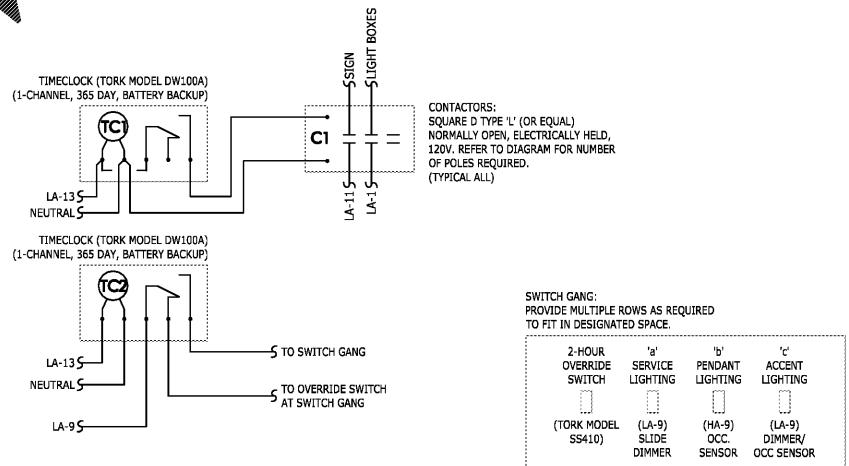 TIMECLOCK (TORK MODEL DW100A)
(1-CHANNEL, 365 DAY, BATTERY BACKUP)
TC1
LA-13
NEUTRAL
SIGN
LIGHT BOXES
C1
LA-11
LA-1
CONTACTORS:
SQUARE D TYPE 'L' (OR EQUAL)
NORMALLY OPEN, ELECTRICALLY HELD,
120V. REFER TO DIAGRAM FOR NUMBER
OF POLES REQUIRED.
(TYPICAL ALL)
TIMECLOCK (TORK MODEL DW100A)
(1-CHANNEL, 365 DAY, BATTERY BACKUP)
TC2
LA-13
NEUTRAL
LA-9
TO SWITCH GANG
TO OVERRIDE SWITCH
AT SWITCH GANG
SWITCH GANG:
PROVIDE MULTIPLE ROWS AS REQUIRED
TO FIT IN DESIGNATED SPACE.
2-HOUR
OVERRIDE
SWITCH
(TORK MODEL
SS410)
'a'
SERVICE
LIGHTING
(LA-9)
SLIDE
DIMMER
'b'
PENDANT
LIGHTING
(HA-9)
OCC.
SENSOR
'c'
ACCENT
LIGHTING
(LA-9)
DIMMER/
OCC SENSOR